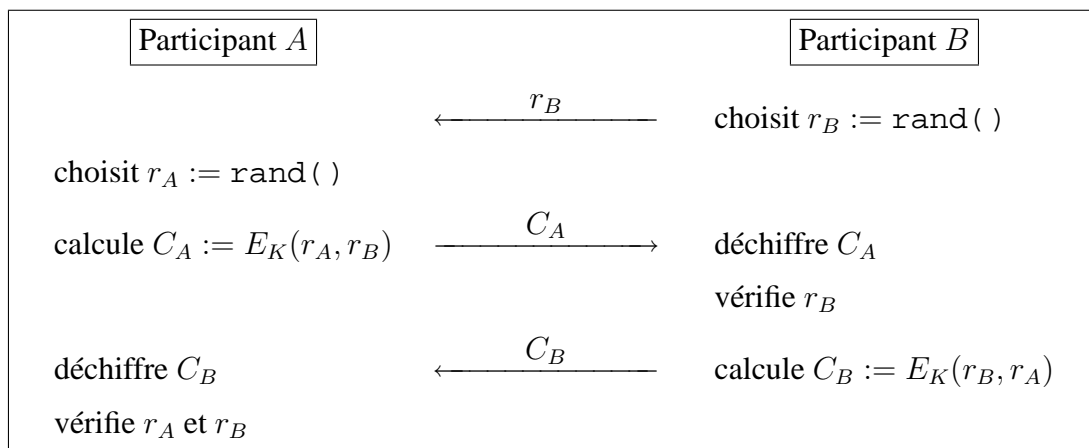 Participant A Participant B
r_B choisit r_B := rand()
choisit r_A := rand()
calcule C_A := E_K(r_A, r_B) C_A déchiffre C_A
vérifie r_B
déchiffre C_B C_B calcule C_B := E_K(r_B, r_A)
vérifie r_A et r_B